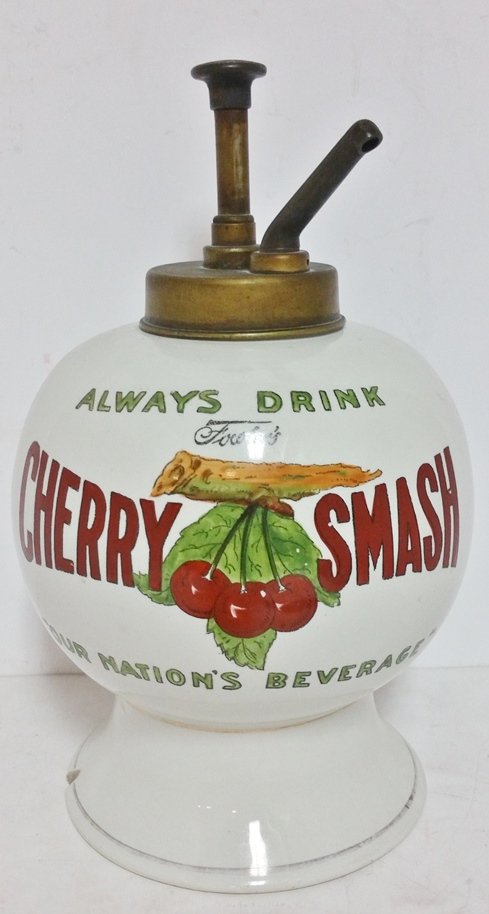 ALWAYS DRINK
Fowler's
CHERRY SMASH
"OUR NATION'S BEVERAGE"